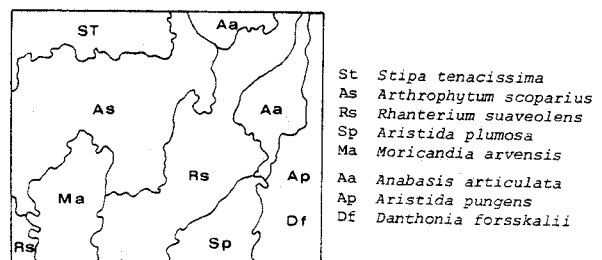 ST
Aa
As
Aa
Rs
Ap
Ma
Df
Rs
Sp
St Stipa tenacissima
As Arthrophytum scoparius
Rs Rhanterium suaveolens
Sp Aristida plumosa
Ma Moricandia arvensis
Aa Anabasis articulata
Ap Aristida pungens
Df Danthonia forsskalii